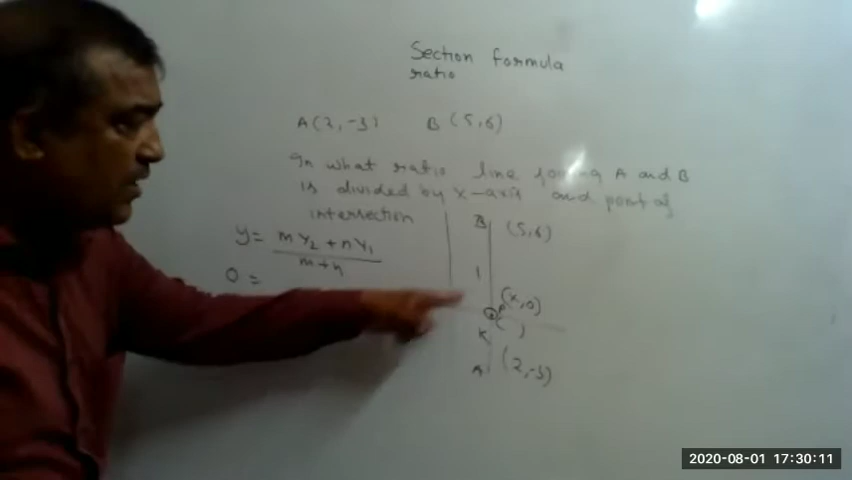 Section formula
ratio
A(2,-3) B(5,6)
In what ratio line joining A and B
is divided by x-axis and point of
intersection
y = my₂ + ny₁
m+n
0 =
B (5,6)
1
(x,0)
P
( )
K
A (2,-3)
2020-08-01 17:30:11